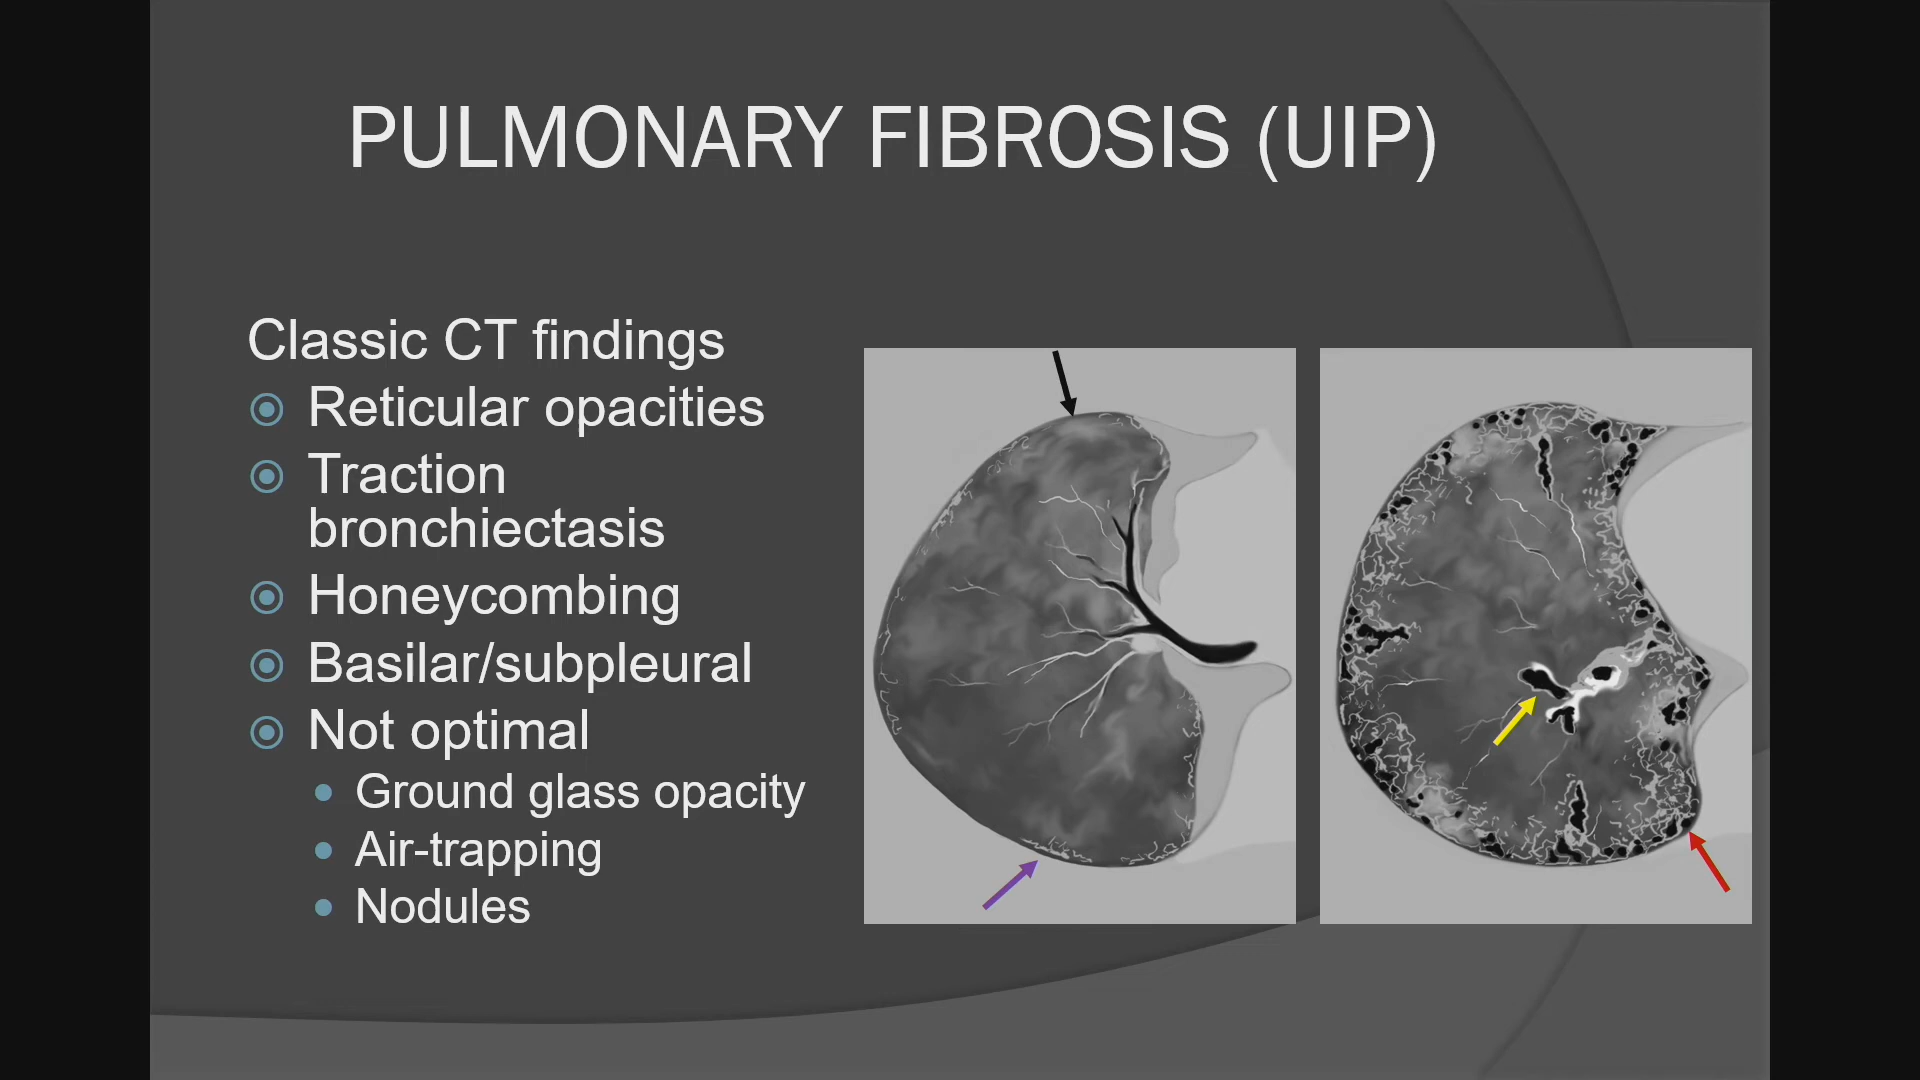 PULMONARY FIBROSIS (UIP)
Classic CT findings
Reticular opacities
Traction
bronchiectasis
Honeycombing
Basilar/subpleural
Not optimal
Ground glass opacity
Air-trapping
Nodules